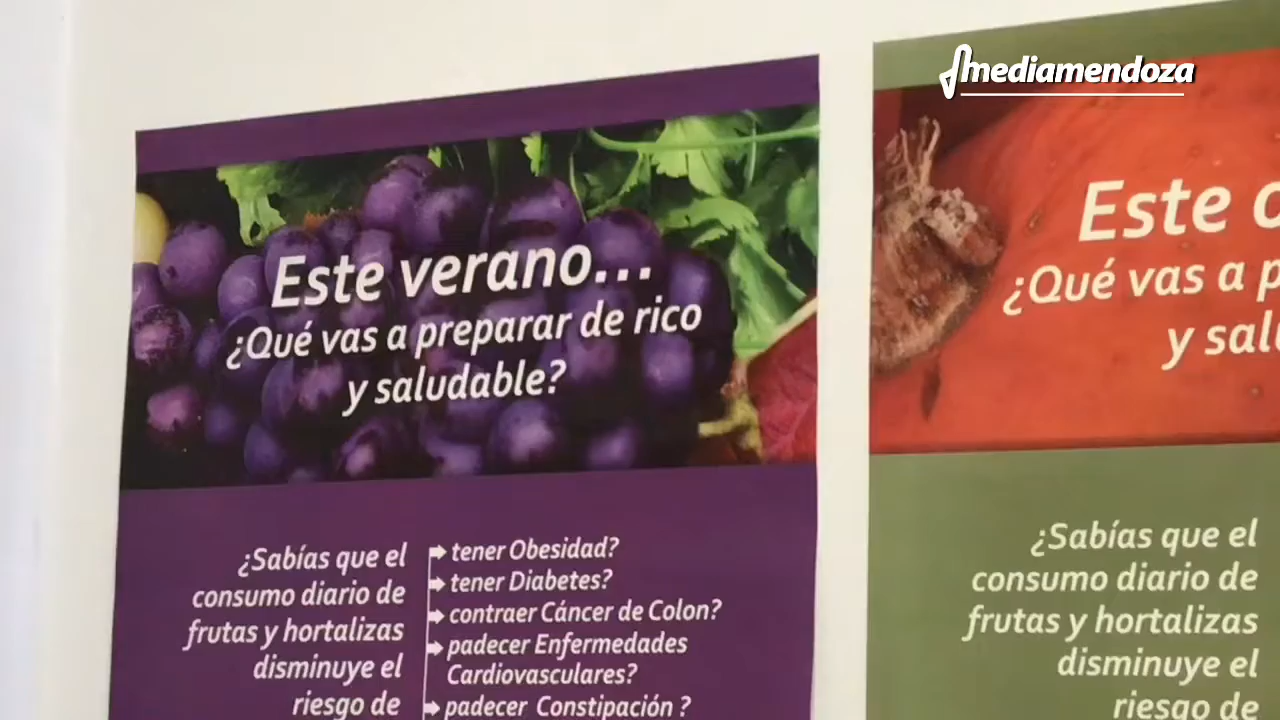 mediamendoza
Este verano...
¿Qué vas a preparar de rico
y saludable?
¿Sabías que el
consumo diario de
frutas y hortalizas
disminuye el
riesgo de
tener Obesidad?
tener Diabetes?
contraer Cáncer de Colon?
padecer Enfermedades
Cardiovasculares?
padecer Constipación ?
Este
¿Qué vas a
y
¿Sabías que el
consumo diario de
frutas y hortalizas
disminuye el
riesgo de